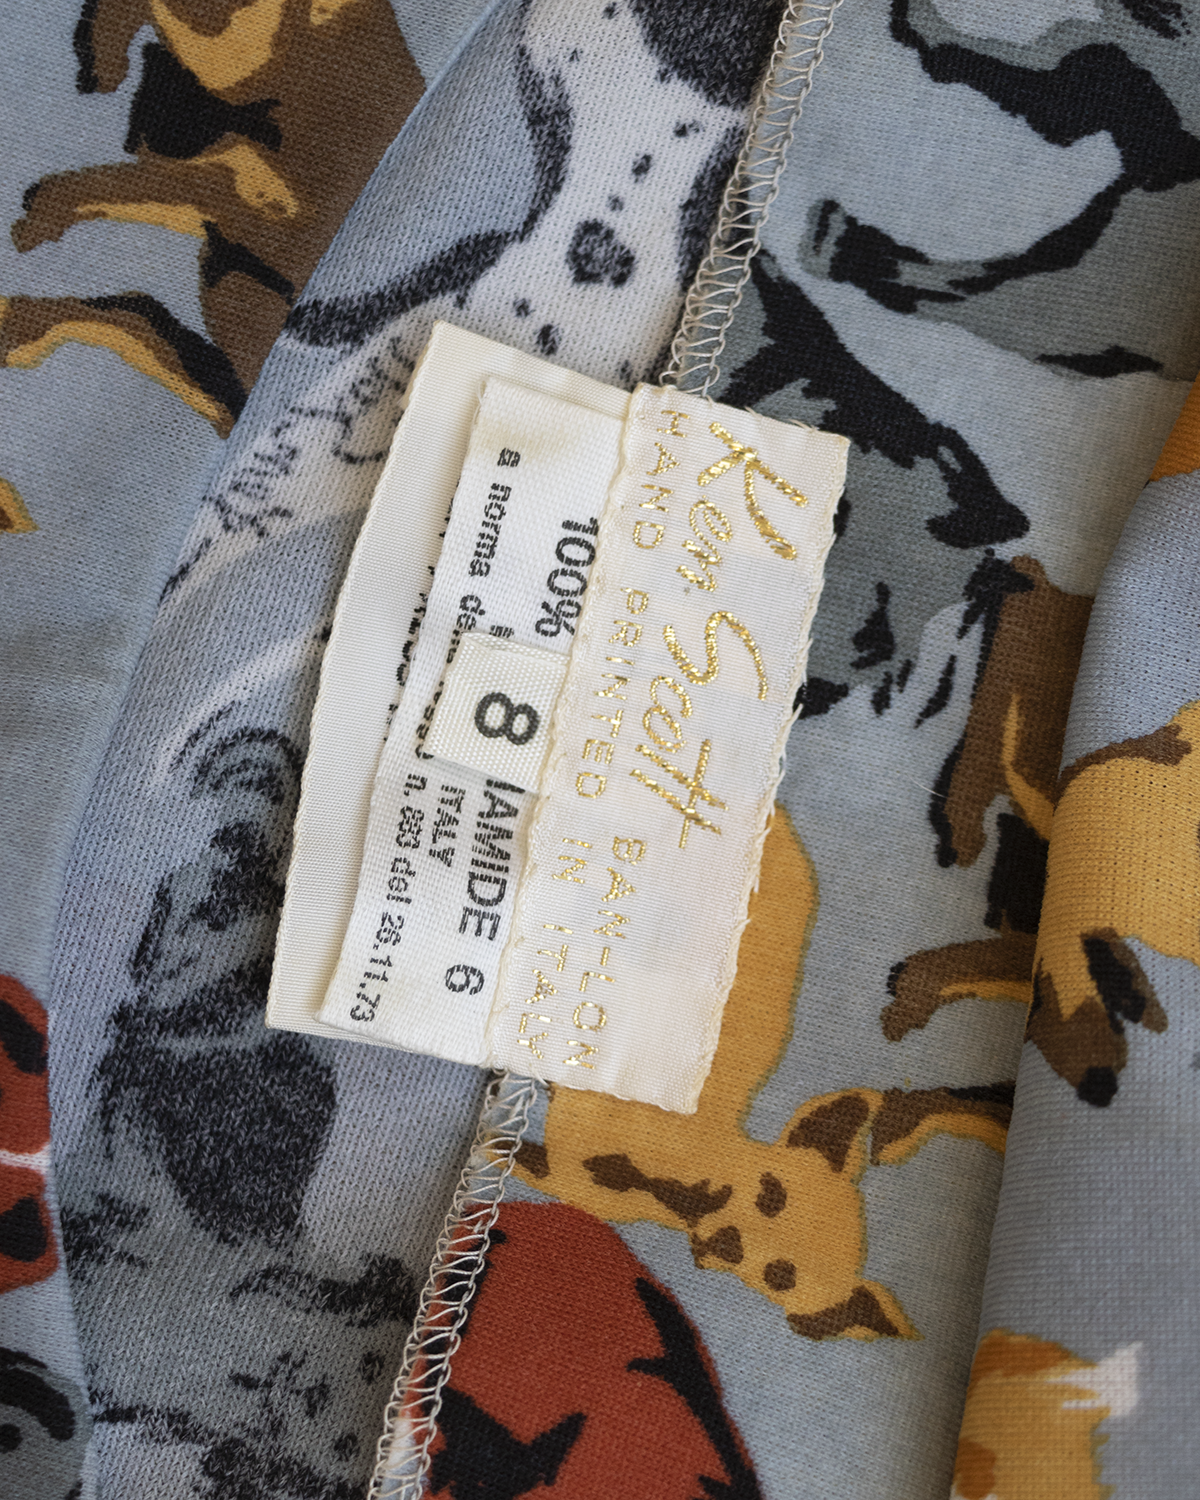 Ken Scott
BAN-LON
HAND PRINTED IN ITALY
100%
AMIDE 6
8
ITALY
a norma della n. 883 del 26.11.73